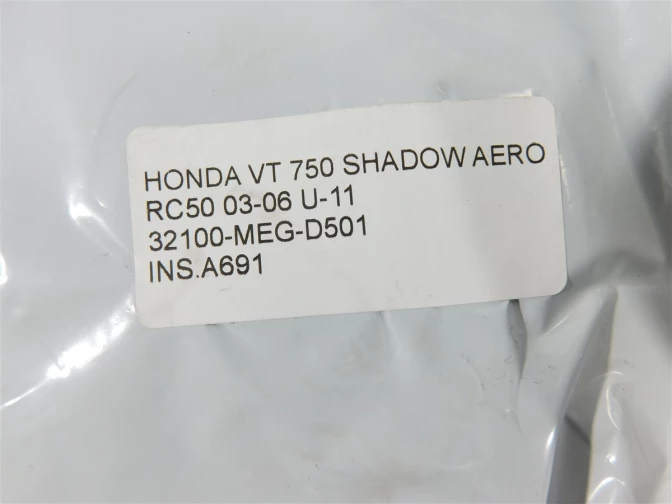 HONDA VT 750 SHADOW AERO
RC50 03-06 U-11
32100-MEG-D501
INS.A691